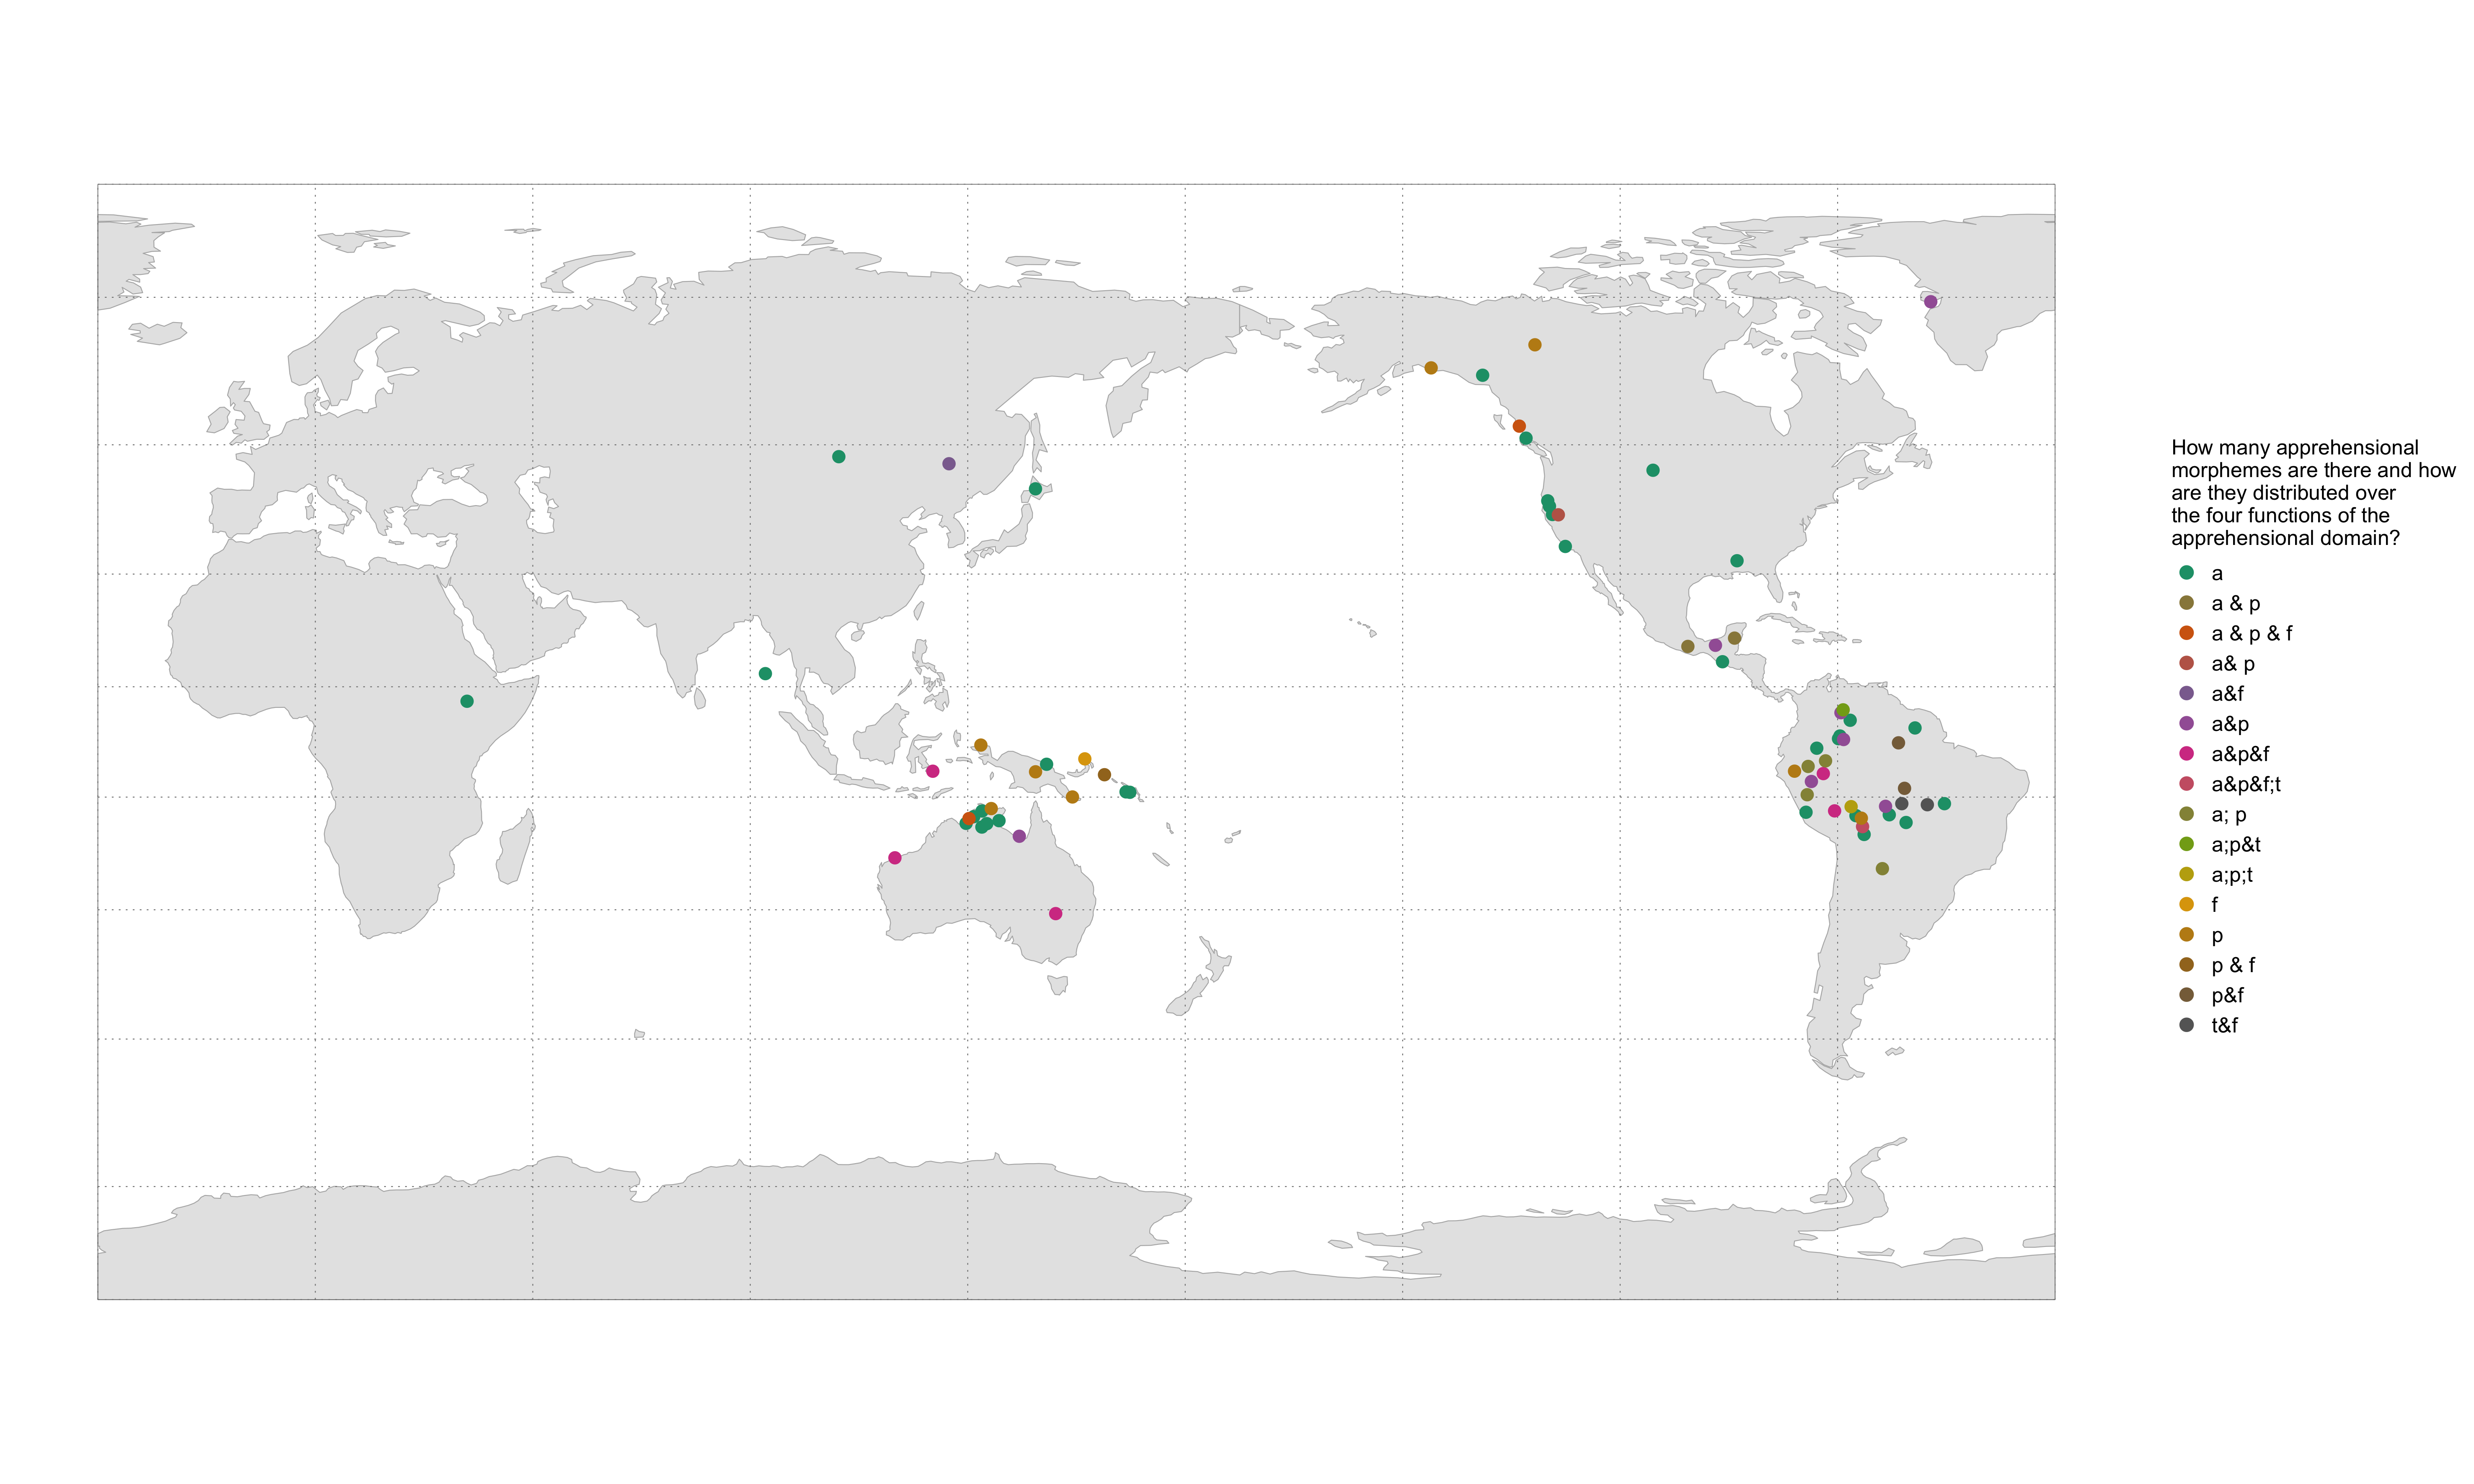 How many apprehensional
morphemes are there and how
are they distributed over
the four functions of the
apprehensional domain?
a
a & p
a & p & f
a& p
a&f
a&p
a&p&f
a&p&f;t
a; p
a;p&t
a;p;t
f
p
p & f
p&f
t&f